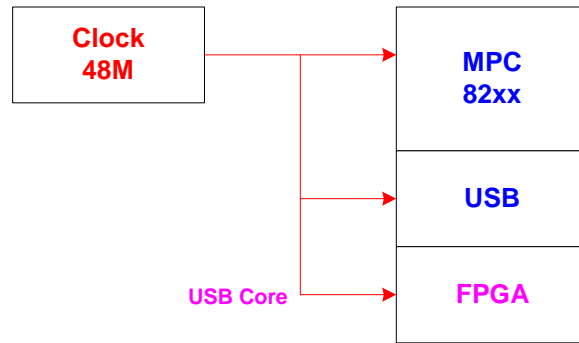 Clock
48M
MPC
82xx
USB
USB Core
FPGA